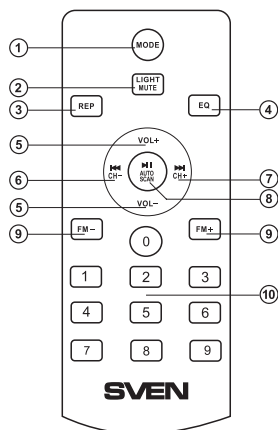 ① MODE
② LIGHT
MUTE
③ REP
EQ ④
⑤ VOL+
⑥ CH−
AUTO
SCAN
CH+ ⑦
⑧
⑤ VOL−
⑨ FM−
FM+ ⑨
0
1 2 3
⑩
4 5 6
7 8 9
SVEN